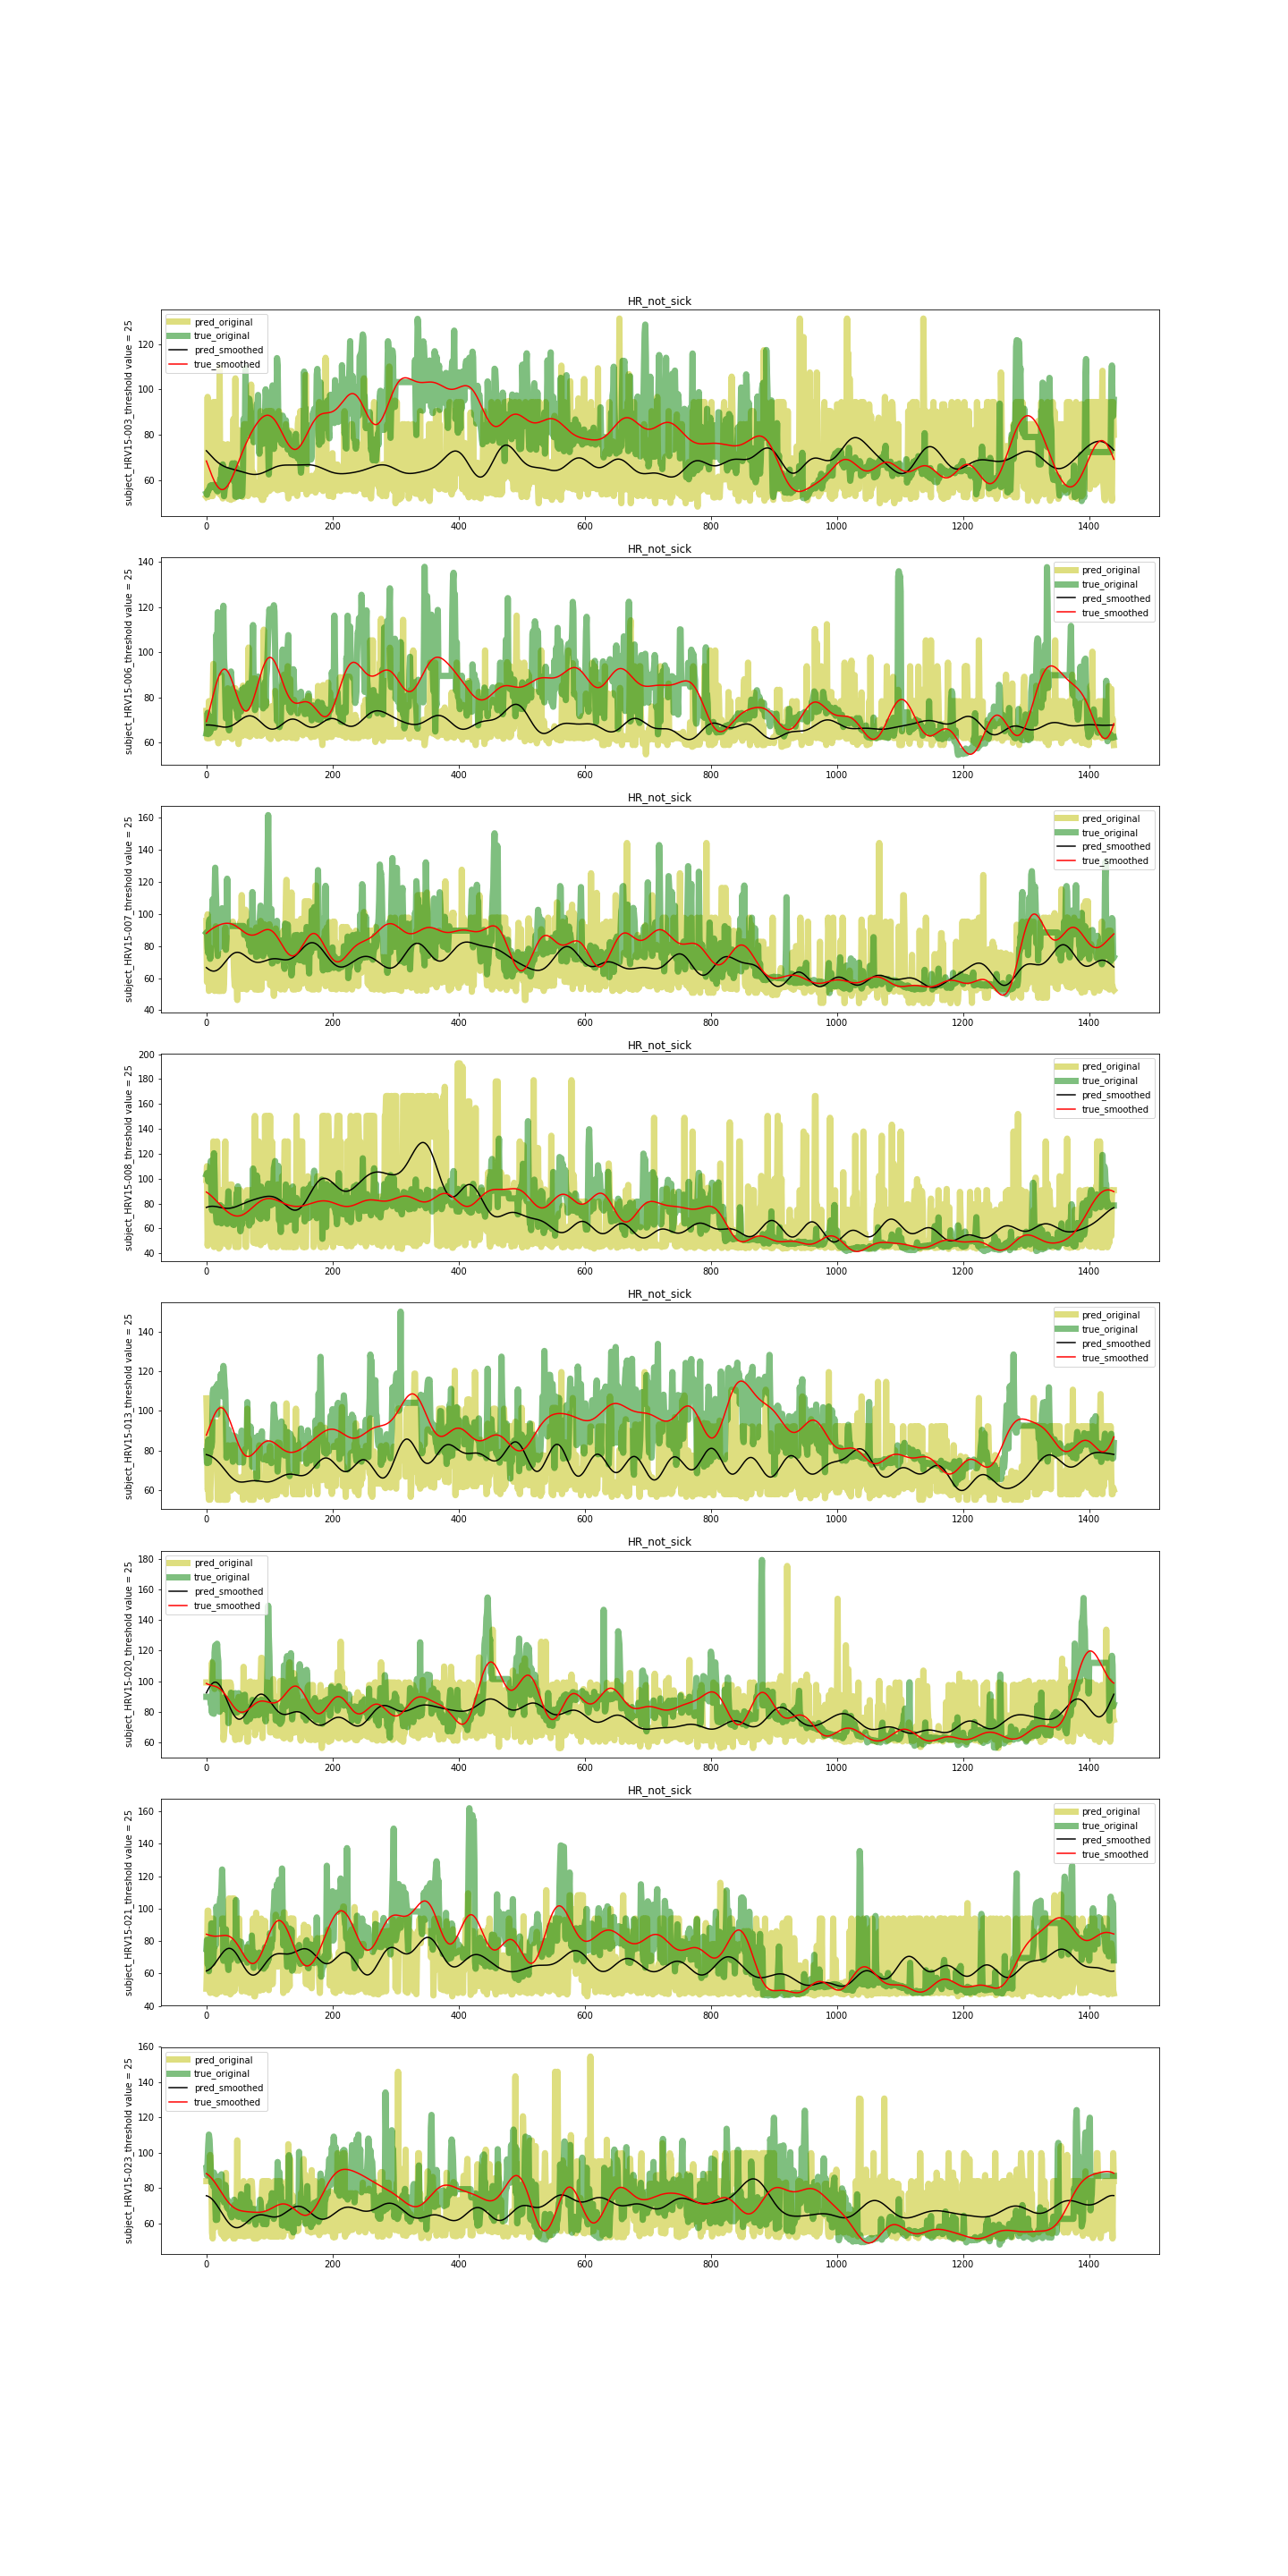 HR_not_sick
subject_HRV15-003_threshold value = 25
120
100
80
60
pred_original
true_original
pred_smoothed
true_smoothed
0 200 400 600 800 1000 1200 1400
HR_not_sick
subject_HRV15-006_threshold value = 25
140
120
100
80
60
pred_original
true_original
pred_smoothed
true_smoothed
0 200 400 600 800 1000 1200 1400
HR_not_sick
subject_HRV15-007_threshold value = 25
160
140
120
100
80
60
40
pred_original
true_original
pred_smoothed
true_smoothed
0 200 400 600 800 1000 1200 1400
HR_not_sick
subject_HRV15-008_threshold value = 25
200
180
160
140
120
100
80
60
40
pred_original
true_original
pred_smoothed
true_smoothed
0 200 400 600 800 1000 1200 1400
HR_not_sick
subject_HRV15-013_threshold value = 25
140
120
100
80
60
pred_original
true_original
pred_smoothed
true_smoothed
0 200 400 600 800 1000 1200 1400
HR_not_sick
subject_HRV15-020_threshold value = 25
180
160
140
120
100
80
60
pred_original
true_original
pred_smoothed
true_smoothed
0 200 400 600 800 1000 1200 1400
HR_not_sick
subject_HRV15-021_threshold value = 25
160
140
120
100
80
60
40
pred_original
true_original
pred_smoothed
true_smoothed
0 200 400 600 800 1000 1200 1400
subject_HRV15-023_threshold value = 25
160
140
120
100
80
60
pred_original
true_original
pred_smoothed
true_smoothed
0 200 400 600 800 1000 1200 1400